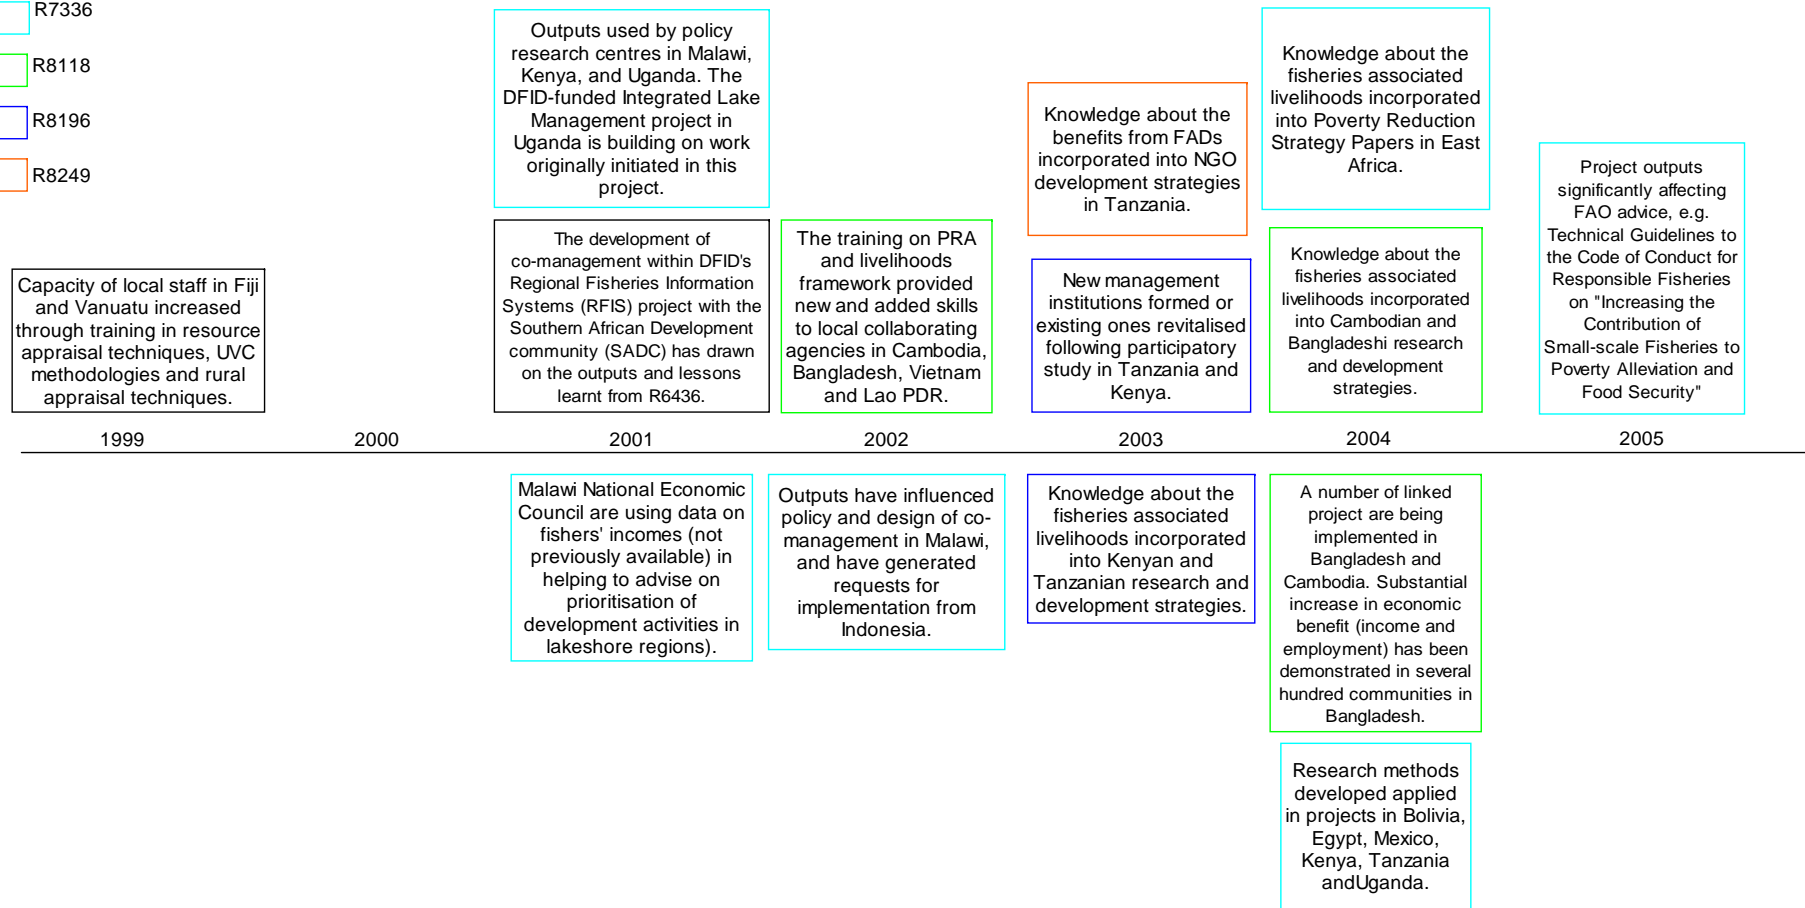 R7336
R8118
R8196
R8249
Capacity of local staff in Fiji
and Vanuatu increased
through training in resource
appraisal techniques, UVC
methodologies and rural
appraisal techniques.
Outputs used by policy
research centres in Malawi,
Kenya, and Uganda. The
DFID-funded Integrated Lake
Management project in
Uganda is building on work
originally initiated in this
project.
The development of
co-management within DFID's
Regional Fisheries Information
Systems (RFIS) project with the
Southern African Development
community (SADC) has drawn
on the outputs and lessons
learnt from R6436.
The training on PRA
and livelihoods
framework provided
new and added skills
to local collaborating
agencies in Cambodia,
Bangladesh, Vietnam
and Lao PDR.
Knowledge about the
benefits from FADs
incorporated into NGO
development strategies
in Tanzania.
New management
institutions formed or
existing ones revitalised
following participatory
study in Tanzania and
Kenya.
Knowledge about the
fisheries associated
livelihoods incorporated
into Poverty Reduction
Strategy Papers in East
Africa.
Knowledge about the
fisheries associated
livelihoods incorporated
into Cambodian and
Bangladeshi research
and development
strategies.
Project outputs
significantly affecting
FAO advice, e.g.
Technical Guidelines to
the Code of Conduct for
Responsible Fisheries
on "Increasing the
Contribution of
Small-scale Fisheries to
Poverty Alleviation and
Food Security"
1999 2000 2001 2002 2003 2004 2005
Malawi National Economic
Council are using data on
fishers' incomes (not
previously available) in
helping to advise on
prioritisation of
development activities in
lakeshore regions).
Outputs have influenced
policy and design of co-
management in Malawi,
and have generated
requests for
implementation from
Indonesia.
Knowledge about the
fisheries associated
livelihoods incorporated
into Kenyan and
Tanzanian research and
development strategies.
A number of linked
project are being
implemented in
Bangladesh and
Cambodia. Substantial
increase in economic
benefit (income and
employment) has been
demonstrated in several
hundred communities in
Bangladesh.
Research methods
developed applied
in projects in Bolivia,
Egypt, Mexico,
Kenya, Tanzania
andUganda.